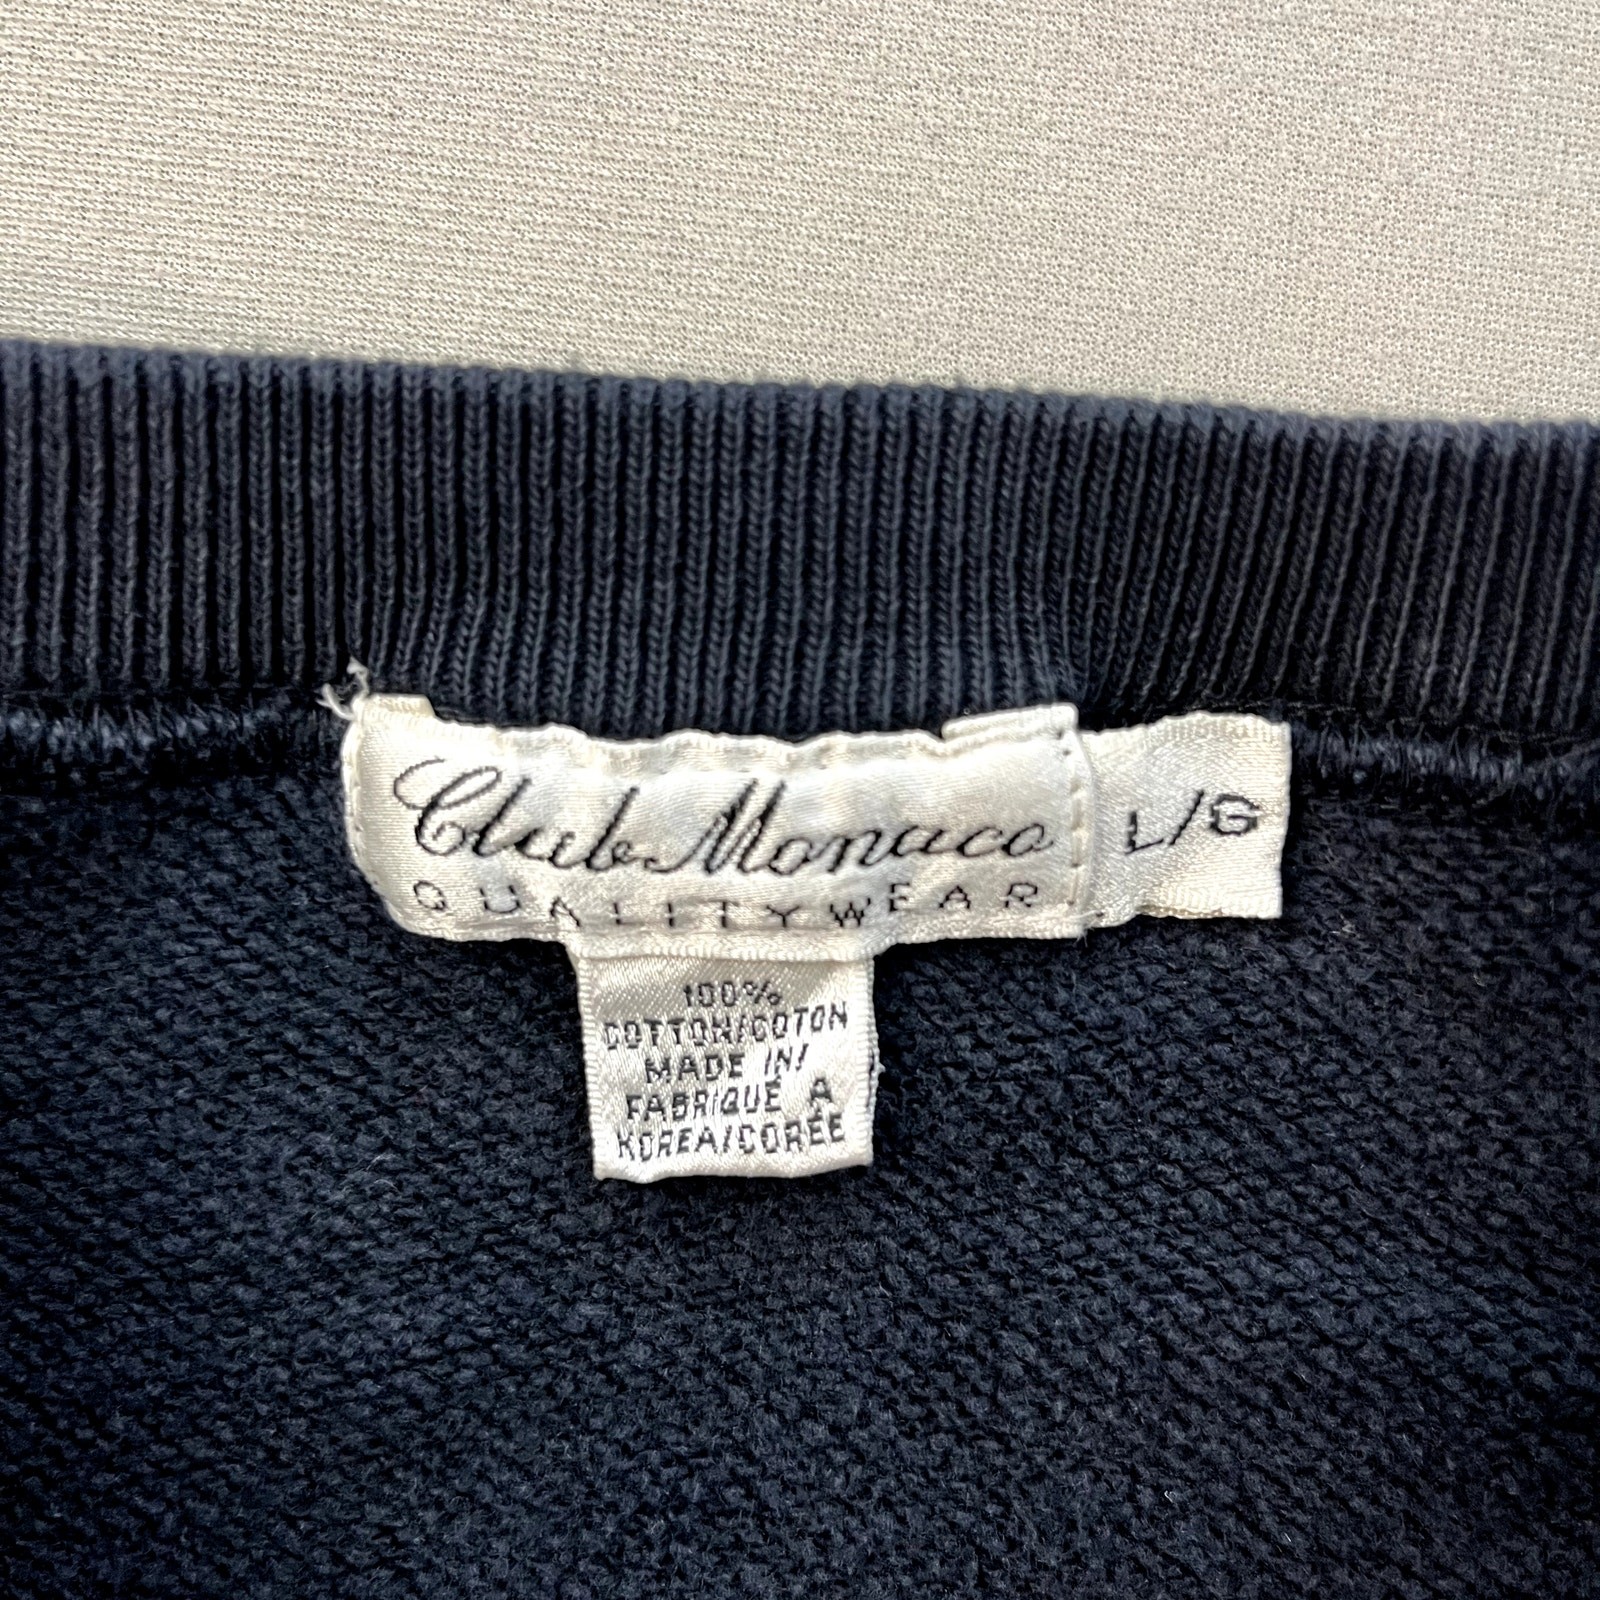 Club Monaco
QUALITYWEAR
L/G
100%
COTTON/COTON
MADE IN/
FABRIQUÉ A
KOREA/CORÉE